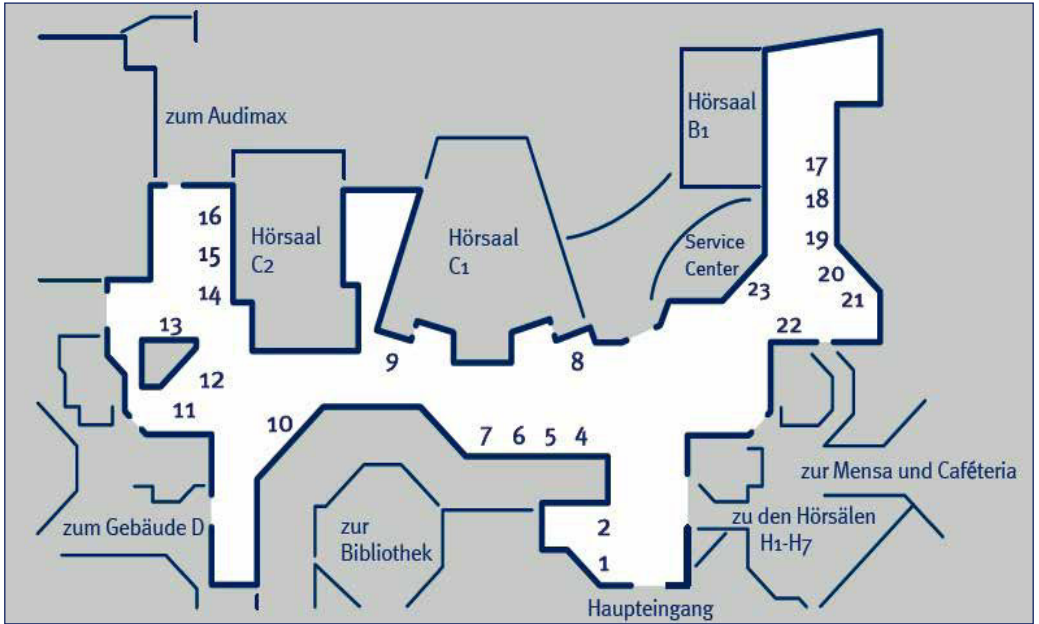 zum Audimax
Hörsaal
B1
17
18
16
Hörsaal
C2
Hörsaal
C1
Service
Center
19
15
20
14
23
21
13
22
9
8
12
11
10
7 6 5 4
zur Mensa und Caféteria
zum Gebäude D
zur
Bibliothek
2
zu den Hörsälen
H1-H7
1
Haupteingang